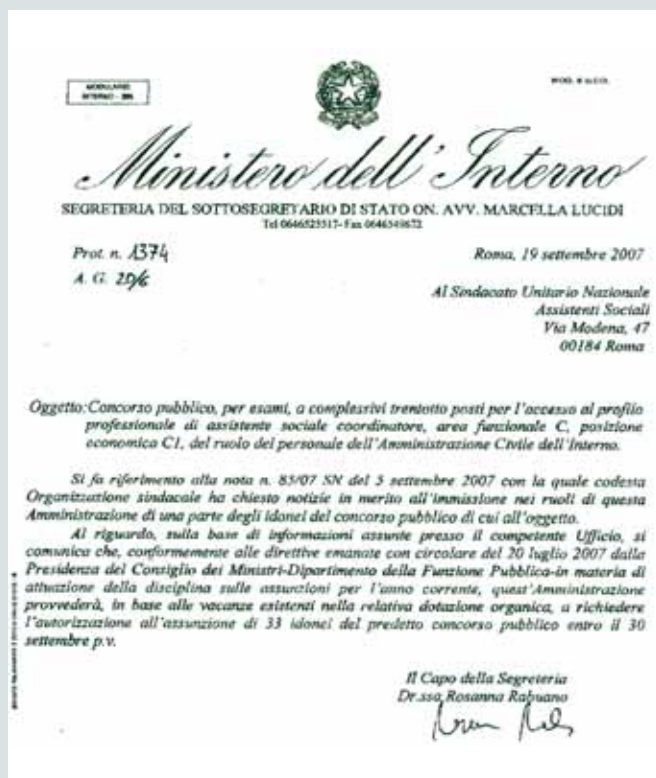 MODULARIO
INTERNO - 

Ministero dell'Interno
SEGRETERIA DEL SOTTOSEGRETARIO DI STATO ON. AVV. MARCELLA LUCIDI
Prot. n. 1374
Roma, 19 settembre 2007
A. G. 20/6
Al Sindacato Unitario Nazionale
Assistenti Sociali
Via Modena, 47
00184 Roma
Oggetto: Concorso pubblico, per esami, a complessivi trentotto posti per l'accesso al profilo
professionale di assistente sociale coordinatore, area funzionale C, posizione
economica C1, del ruolo del personale dell'Amministrazione Civile dell'Interno.
Si fa riferimento alla nota n. 85/07 SN del 5 settembre 2007 con la quale codesta
Organizzazione sindacale ha chiesto notizie in merito all'immissione nei ruoli di questa
Amministrazione di una parte degli idonei del concorso pubblico di cui all'oggetto.
Al riguardo, sulla base di informazioni assunte presso il competente Ufficio, si
comunica che, conformemente alle direttive emanate con circolare del 20 luglio 2007 dalla
Presidenza del Consiglio dei Ministri-Dipartimento della Funzione Pubblica-in materia di
attuazione della disciplina sulle assunzioni per l'anno corrente, quest'Amministrazione
provvederà, in base alle vacanze esistenti nella relativa dotazione organica, a richiedere
l'autorizzazione all'assunzione di 33 idonei del predetto concorso pubblico entro il 30
settembre p.v.
Il Capo della Segreteria
Dr.ssa Rosanna Rabuano